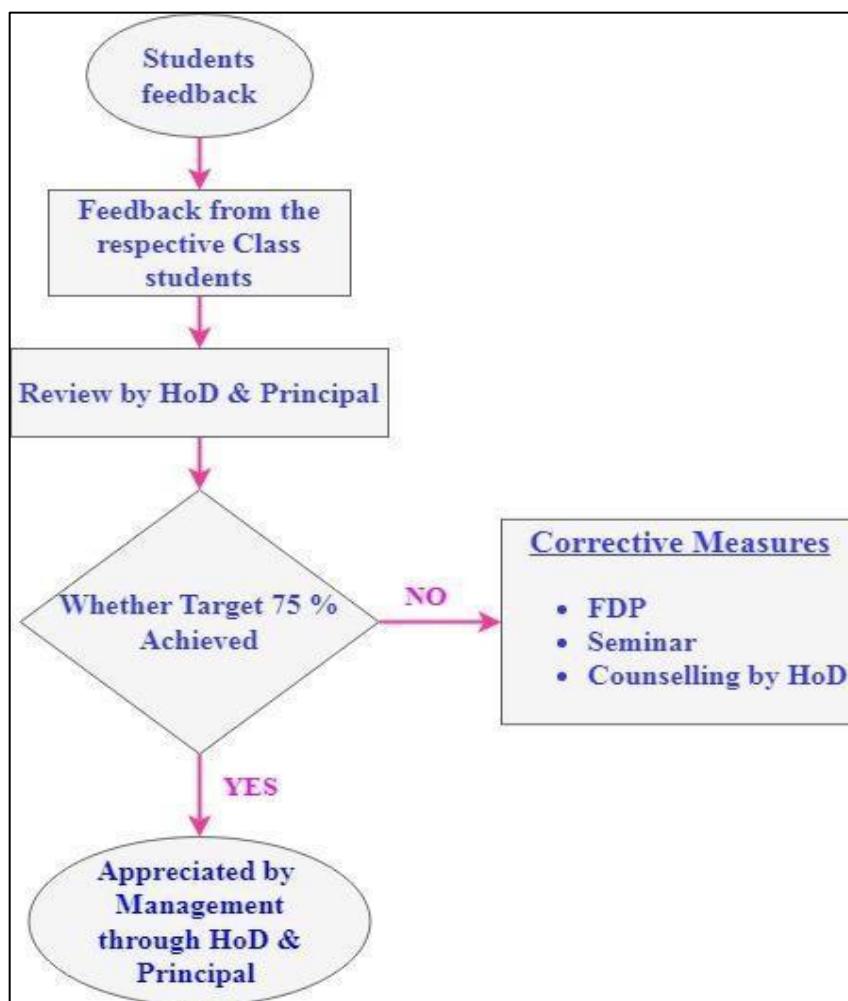 Students
feedback
Feedback from the
respective Class
students
Review by HoD & Principal
Whether Target 75 %
Achieved
NO
Corrective Measures
• FDP
• Seminar
• Counselling by HoD
YES
Appreciated by
Management
through HoD &
Principal